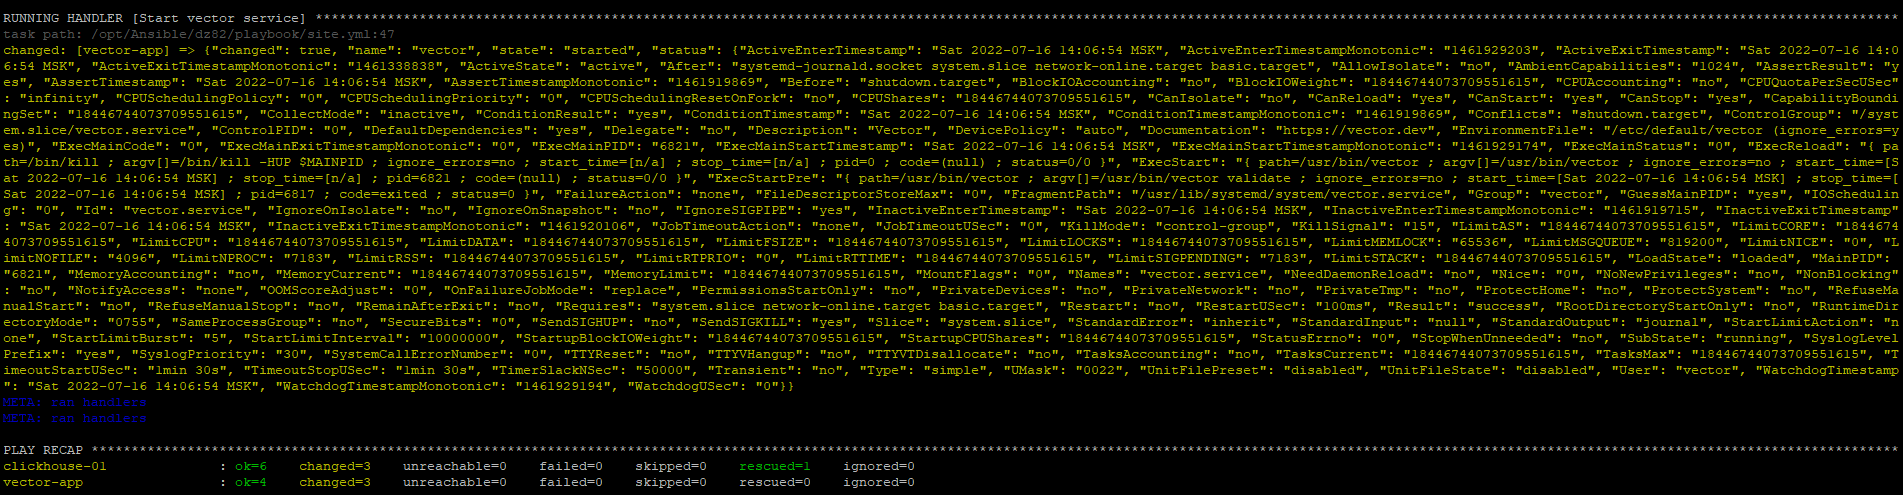 RUNNING HANDLER [Start vector service] ****************************************************************************************************************************************************************************************************
task path: /opt/Ansible/dz82/playbook/site.yml:47
changed: [vector-app] => {"changed": true, "name": "vector", "state": "started", "status": {"ActiveEnterTimestamp": "Sat 2022-07-16 14:06:54 MSK", "ActiveEnterTimestampMonotonic": "1461929203", "ActiveExitTimestamp": "Sat 2022-07-16 14:0
6:54 MSK", "ActiveExitTimestampMonotonic": "1461338838", "ActiveState": "active", "After": "systemd-journald.socket system.slice network-online.target basic.target", "AllowIsolate": "no", "AmbientCapabilities": "1024", "AssertResult": "y
es", "AssertTimestamp": "Sat 2022-07-16 14:06:54 MSK", "AssertTimestampMonotonic": "1461919869", "Before": "shutdown.target", "BlockIOAccounting": "no", "BlockIOWeight": "18446744073709551615", "CPUAccounting": "no", "CPUQuotaPerSecUSec"
: "infinity", "CPUSchedulingPolicy": "0", "CPUSchedulingPriority": "0", "CPUSchedulingResetOnFork": "no", "CPUShares": "18446744073709551615", "CanIsolate": "no", "CanReload": "yes", "CanStart": "yes", "CanStop": "yes", "CapabilityBoundi
ngSet": "18446744073709551615", "CollectMode": "inactive", "ConditionResult": "yes", "ConditionTimestamp": "Sat 2022-07-16 14:06:54 MSK", "ConditionTimestampMonotonic": "1461919869", "Conflicts": "shutdown.target", "ControlGroup": "/syst
em.slice/vector.service", "ControlPID": "0", "DefaultDependencies": "yes", "Delegate": "no", "Description": "Vector", "DevicePolicy": "auto", "Documentation": "https://vector.dev", "EnvironmentFile": "/etc/default/vector (ignore_errors=y
es)", "ExecMainCode": "0", "ExecMainExitTimestampMonotonic": "0", "ExecMainPID": "6821", "ExecMainStartTimestamp": "Sat 2022-07-16 14:06:54 MSK", "ExecMainStartTimestampMonotonic": "1461929174", "ExecMainStatus": "0", "ExecReload": "{ pa
th=/bin/kill ; argv[]=/bin/kill -HUP $MAINPID ; ignore_errors=no ; start_time=[n/a] ; stop_time=[n/a] ; pid=0 ; code=(null) ; status=0/0 }", "ExecStart": "{ path=/usr/bin/vector ; argv[]=/usr/bin/vector ; ignore_errors=no ; start_time=[S
at 2022-07-16 14:06:54 MSK] ; stop_time=[n/a] ; pid=6821 ; code=(null) ; status=0/0 }", "ExecStartPre": "{ path=/usr/bin/vector ; argv[]=/usr/bin/vector validate ; ignore_errors=no ; start_time=[Sat 2022-07-16 14:06:54 MSK] ; stop_time=[
Sat 2022-07-16 14:06:54 MSK] ; pid=6817 ; code=exited ; status=0 }", "FailureAction": "none", "FileDescriptorStoreMax": "0", "FragmentPath": "/usr/lib/systemd/system/vector.service", "Group": "vector", "GuessMainPID": "yes", "IOSchedulin
g": "0", "Id": "vector.service", "IgnoreOnIsolate": "no", "IgnoreOnSnapshot": "no", "IgnoreSIGPIPE": "yes", "InactiveEnterTimestamp": "Sat 2022-07-16 14:06:54 MSK", "InactiveEnterTimestampMonotonic": "1461919715", "InactiveExitTimestamp"
: "Sat 2022-07-16 14:06:54 MSK", "InactiveExitTimestampMonotonic": "1461920106", "JobTimeoutAction": "none", "JobTimeoutUSec": "0", "KillMode": "control-group", "KillSignal": "15", "LimitAS": "18446744073709551615", "LimitCORE": "1844674
4073709551615", "LimitCPU": "18446744073709551615", "LimitDATA": "18446744073709551615", "LimitFSIZE": "18446744073709551615", "LimitLOCKS": "18446744073709551615", "LimitMEMLOCK": "65536", "LimitMSGQUEUE": "819200", "LimitNICE": "0", "L
imitNOFILE": "4096", "LimitNPROC": "7183", "LimitRSS": "18446744073709551615", "LimitRTPRIO": "0", "LimitRTTIME": "18446744073709551615", "LimitSIGPENDING": "7183", "LimitSTACK": "18446744073709551615", "LoadState": "loaded", "MainPID":
"6821", "MemoryAccounting": "no", "MemoryCurrent": "18446744073709551615", "MemoryLimit": "18446744073709551615", "MountFlags": "0", "Names": "vector.service", "NeedDaemonReload": "no", "Nice": "0", "NoNewPrivileges": "no", "NonBlocking"
: "no", "NotifyAccess": "none", "OOMScoreAdjust": "0", "OnFailureJobMode": "replace", "PermissionsStartOnly": "no", "PrivateDevices": "no", "PrivateNetwork": "no", "PrivateTmp": "no", "ProtectHome": "no", "ProtectSystem": "no", "RefuseMa
nualStart": "no", "RefuseManualStop": "no", "RemainAfterExit": "no", "Requires": "system.slice network-online.target basic.target", "Restart": "no", "RestartUSec": "100ms", "Result": "success", "RootDirectoryStartOnly": "no", "RuntimeDir
ectoryMode": "0755", "SameProcessGroup": "no", "SecureBits": "0", "SendSIGHUP": "no", "SendSIGKILL": "yes", "Slice": "system.slice", "StandardError": "inherit", "StandardInput": "null", "StandardOutput": "journal", "StartLimitAction": "n
one", "StartLimitBurst": "5", "StartLimitInterval": "10000000", "StartupBlockIOWeight": "18446744073709551615", "StartupCPUShares": "18446744073709551615", "StatusErrno": "0", "StopWhenUnneeded": "no", "SubState": "running", "SyslogLevel
Prefix": "yes", "SyslogPriority": "30", "SystemCallErrorNumber": "0", "TTYReset": "no", "TTYVHangup": "no", "TTYVTDisallocate": "no", "TasksAccounting": "no", "TasksCurrent": "18446744073709551615", "TasksMax": "18446744073709551615", "T
imeoutStartUSec": "1min 30s", "TimeoutStopUSec": "1min 30s", "TimerSlackNSec": "50000", "Transient": "no", "Type": "simple", "UMask": "0022", "UnitFilePreset": "disabled", "UnitFileState": "disabled", "User": "vector", "WatchdogTimestamp
": "Sat 2022-07-16 14:06:54 MSK", "WatchdogTimestampMonotonic": "1461929194", "WatchdogUSec": "0"}}
META: ran handlers
META: ran handlers
PLAY RECAP ********************************************************************************************************************************************************************************************************************************
clickhouse-01 : ok=6 changed=3 unreachable=0 failed=0 skipped=0 rescued=1 ignored=0
vector-app : ok=4 changed=3 unreachable=0 failed=0 skipped=0 rescued=0 ignored=0